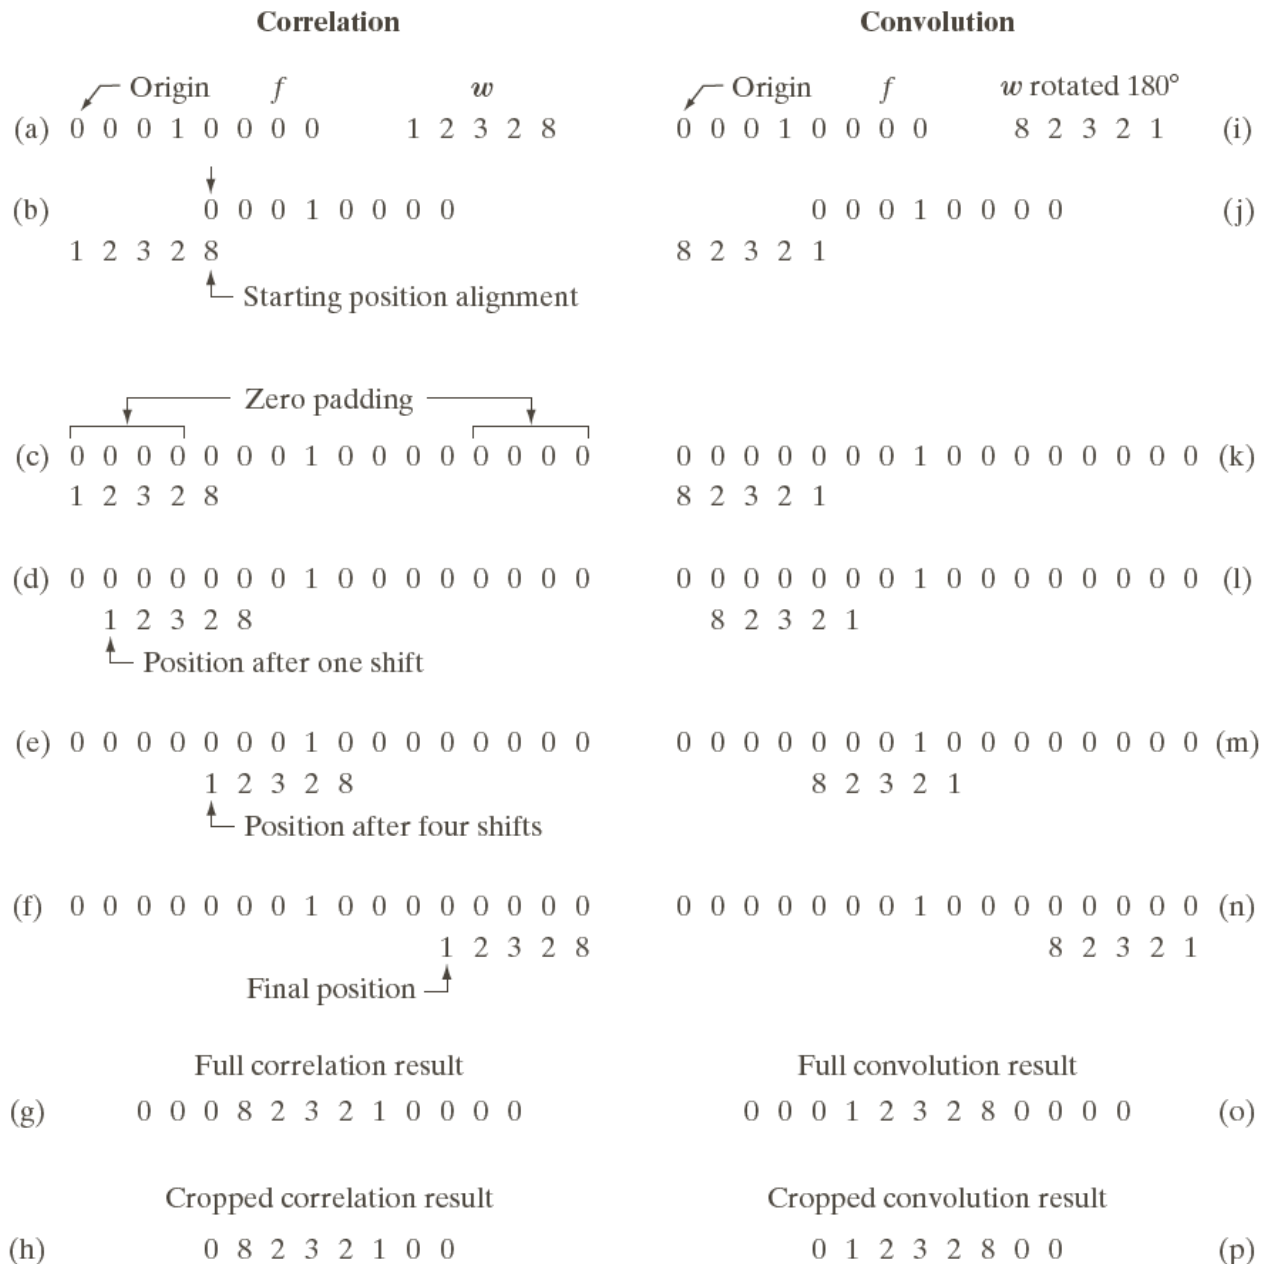 Correlation Convolution
Origin f w Origin f w rotated 180°
(a) 0 0 0 1 0 0 0 0 1 2 3 2 8 0 0 0 1 0 0 0 0 8 2 3 2 1 (i)
(b) 0 0 0 1 0 0 0 0 0 0 0 1 0 0 0 0 (j)
1 2 3 2 8 8 2 3 2 1
Starting position alignment
Zero padding
(c) 0 0 0 0 0 0 0 1 0 0 0 0 0 0 0 0 0 0 0 0 0 0 0 1 0 0 0 0 0 0 0 0 (k)
1 2 3 2 8 8 2 3 2 1
(d) 0 0 0 0 0 0 0 1 0 0 0 0 0 0 0 0 0 0 0 0 0 0 0 1 0 0 0 0 0 0 0 0 (l)
1 2 3 2 8 8 2 3 2 1
Position after one shift
(e) 0 0 0 0 0 0 0 1 0 0 0 0 0 0 0 0 0 0 0 0 0 0 0 1 0 0 0 0 0 0 0 0 (m)
1 2 3 2 8 8 2 3 2 1
Position after four shifts
(f) 0 0 0 0 0 0 0 1 0 0 0 0 0 0 0 0 0 0 0 0 0 0 0 1 0 0 0 0 0 0 0 0 (n)
1 2 3 2 8 8 2 3 2 1
Final position
Full correlation result Full convolution result
(g) 0 0 0 8 2 3 2 1 0 0 0 0 0 0 0 1 2 3 2 8 0 0 0 0 (o)
Cropped correlation result Cropped convolution result
(h) 0 8 2 3 2 1 0 0 0 1 2 3 2 8 0 0 (p)